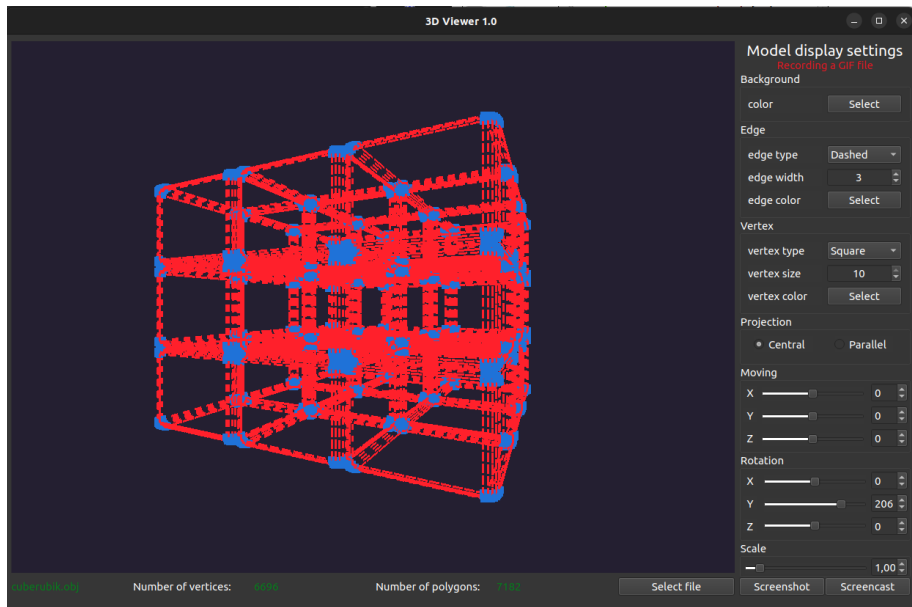 3D Viewer 1.0
Model display settings
Recording a GIF file
Background
color Select
Edge
edge type Dashed
edge width 3
edge color Select
Vertex
vertex type Square
vertex size 10
vertex color Select
Projection
Central Parallel
Moving
X 0
Y 0
Z 0
Rotation
X 0
Y 206
Z 0
Scale
1,00
cuberubik.obj Number of vertices: 6696 Number of polygons: 7182 Select file Screenshot Screencast